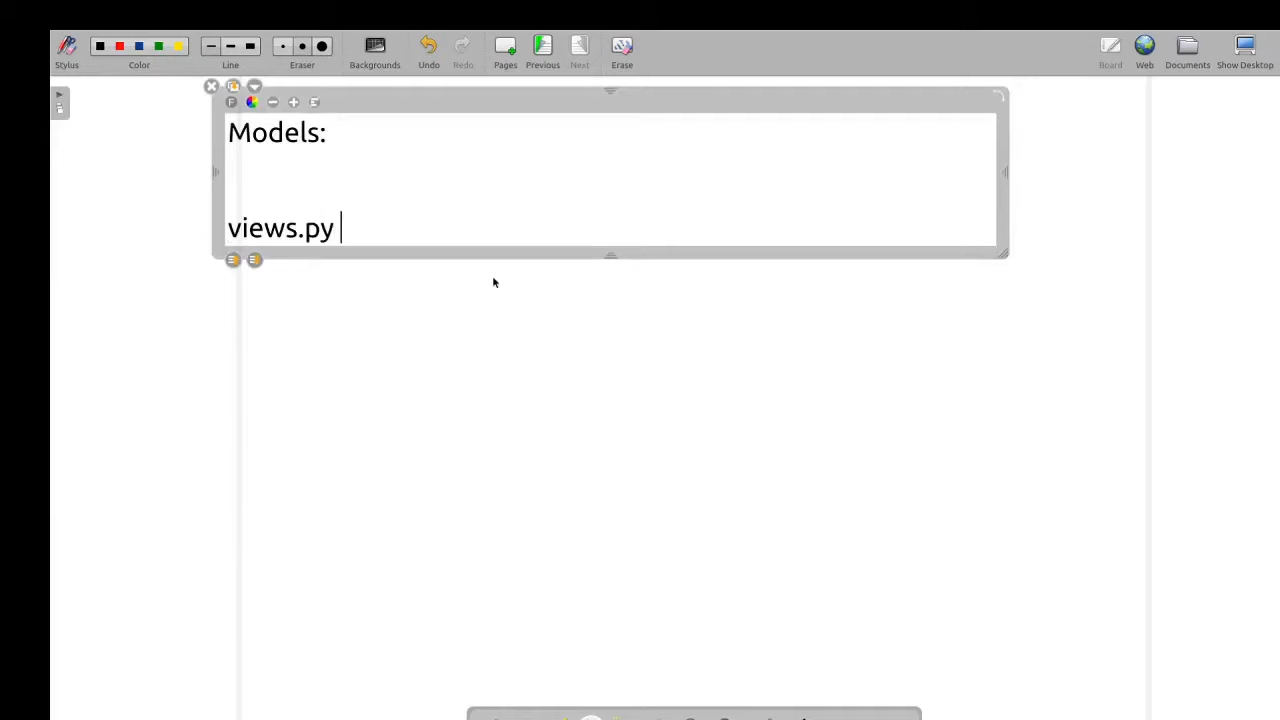 Stylus Color Line Eraser Backgrounds Undo Redo Pages Previous Next Erase Board Web Documents Show Desktop
F
Models:
views.py